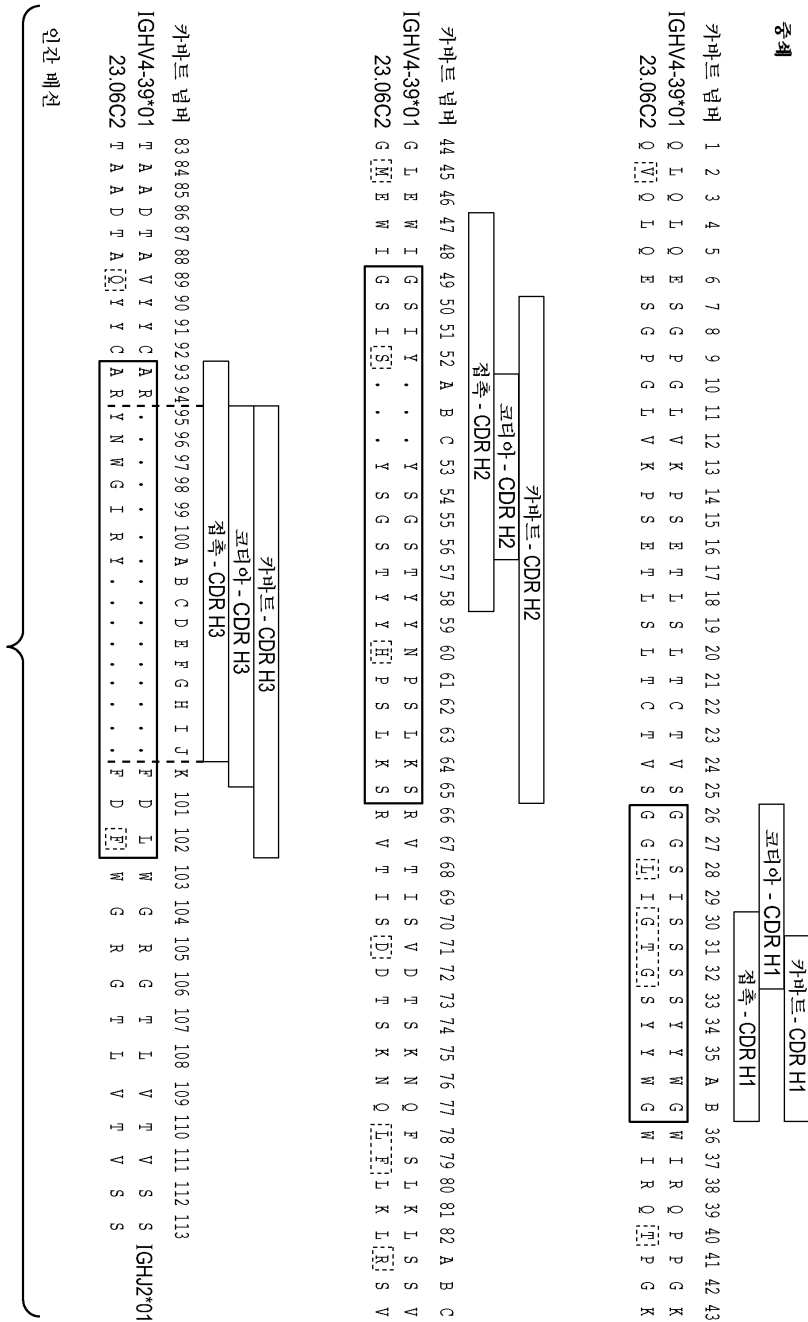 중쇄
카바트 - CDR H1
코티아 - CDR H1
접촉 - CDR H1
카바트 넘버 1 2 3 4 5 6 7 8 9 10 11 12 13 14 15 16 17 18 19 20 21 22 23 24 25 26 27 28 29 30 31 32 33 34 35 A B 36 37 38 39 40 41 42 43
IGHV4-39*01 Q L Q L Q E S G P G L V K P S E T L S L T C T V S G G S I S S S S Y Y W G W I R Q P P G K
23.06C2 Q V Q L Q E S G P G L V K P S E T L S L T C T V S G G L I G T G S Y Y W G W I R Q T P G K
카바트 - CDR H2
코티아 - CDR H2
접촉 - CDR H2
카바트 넘버 44 45 46 47 48 49 50 51 52 A B C 53 54 55 56 57 58 59 60 61 62 63 64 65 66 67 68 69 70 71 72 73 74 75 76 77 78 79 80 81 82 A B C
IGHV4-39*01 G L E W I G S I Y . . . Y S G S T Y Y N P S L K S R V T I S V D T S K N Q F S L K L S S V
23.06C2 G M E W I G S I S . . . Y S G S T Y Y H P S L K S R V T I S D D T S K N Q L F L K L R S V
카바트 - CDR H3
코티아 - CDR H3
접촉 - CDR H3
카바트 넘버 83 84 85 86 87 88 89 90 91 92 93 94 95 96 97 98 99 100 A B C D E F G H I J K 101 102 103 104 105 106 107 108 109 110 111 112 113
IGHV4-39*01 T A A D T A V Y Y C A R . . . . . . . . . . . . . . . . F D L W G R G T L V T V S S IGHJ2*01
23.06C2 T A A D T A Q Y Y C A R Y N W G I R Y . . . . . . . . . F D F W G R G T L V T V S S
인간 배선